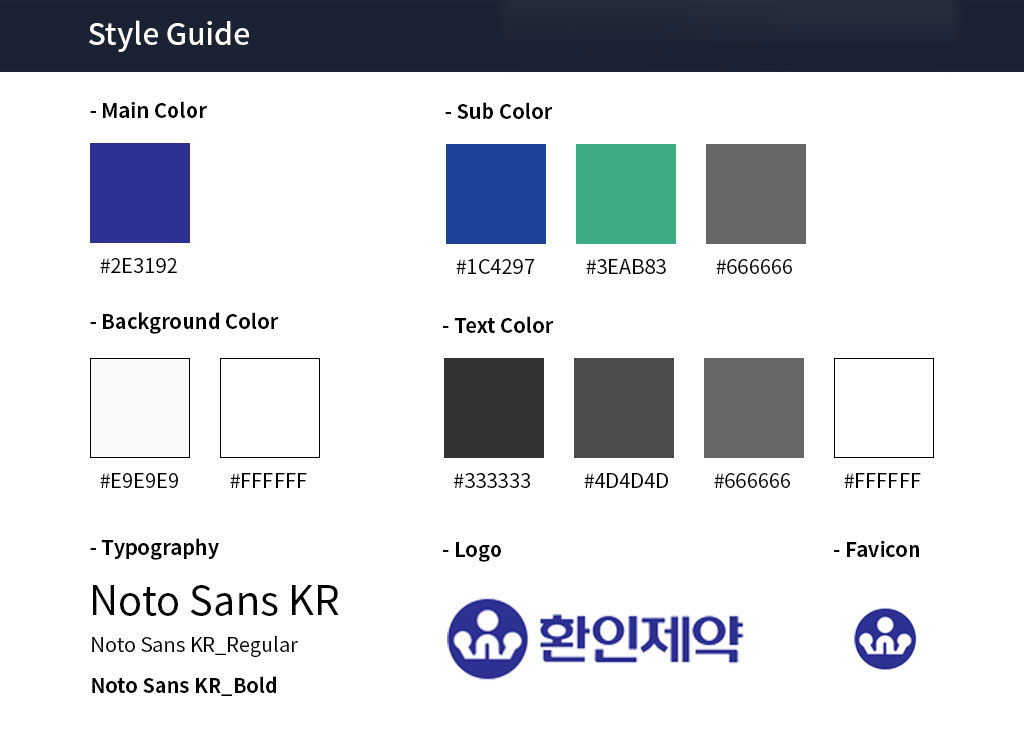 Style Guide
- Main Color
- Sub Color
#2E3192
#1C4297
#3EAB83
#666666
- Background Color
- Text Color
#E9E9E9
#FFFFFF
#333333
#4D4D4D
#666666
#FFFFFF
- Typography
- Logo
- Favicon
Noto Sans KR
Noto Sans KR_Regular
Noto Sans KR_Bold
환인제약